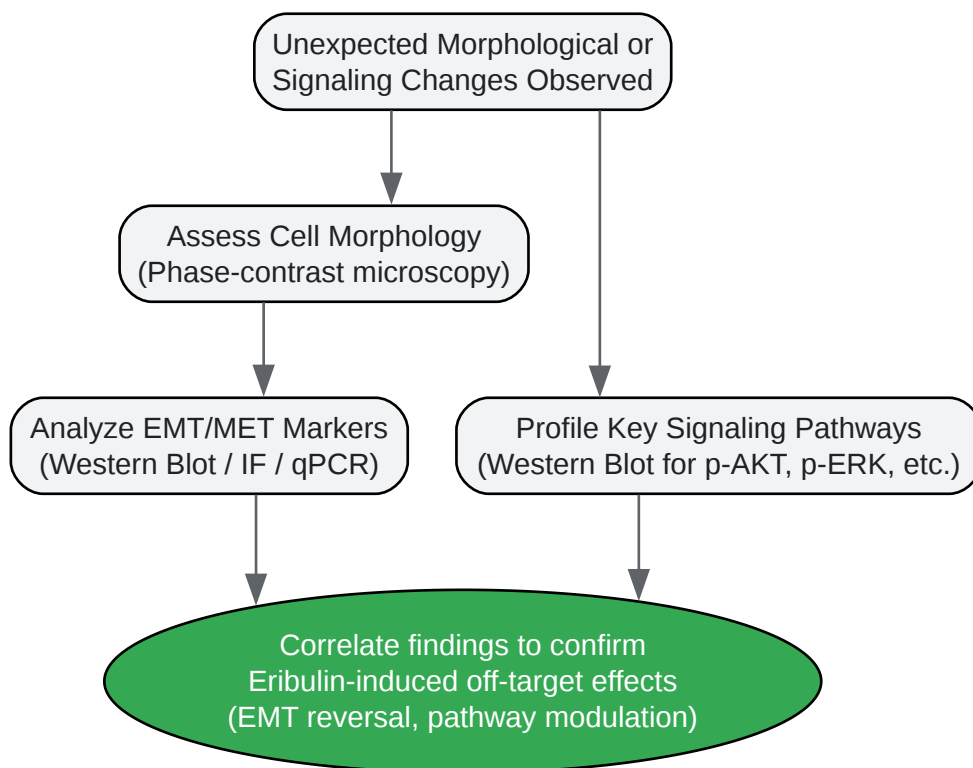 Unexpected Morphological or
Signaling Changes Observed
Assess Cell Morphology
(Phase-contrast microscopy)
Analyze EMT/MET Markers
(Western Blot / IF / qPCR)
Profile Key Signaling Pathways
(Western Blot for p-AKT, p-ERK, etc.)
Correlate findings to confirm
Eribulin-induced off-target effects
(EMT reversal, pathway modulation)